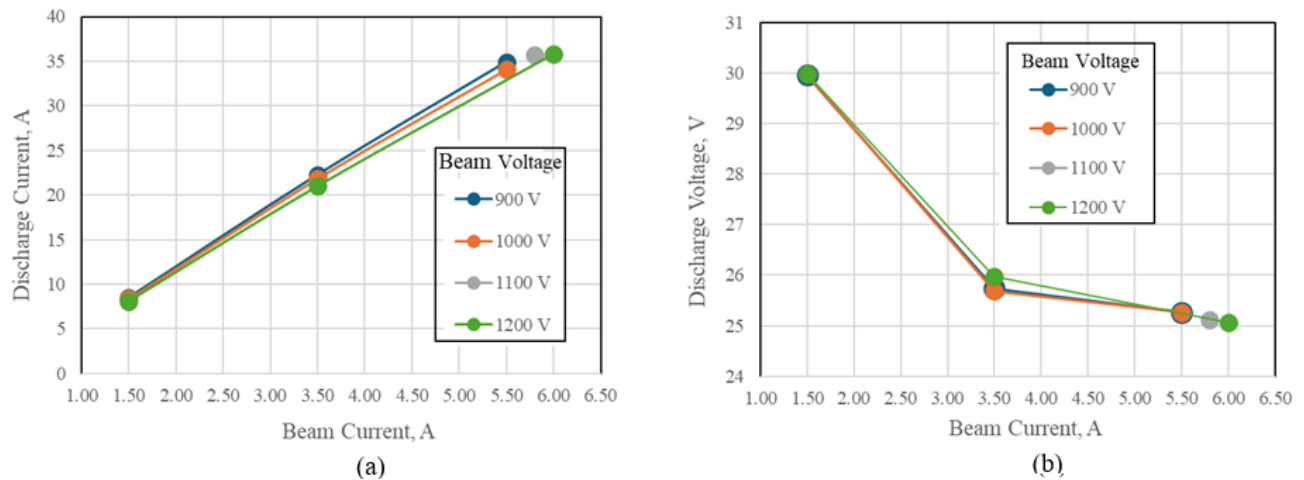 40
35
30
25
20
15
10
5
0
Discharge Current, A
Beam Voltage
900 V
1000 V
1100 V
1200 V
1.00 1.50 2.00 2.50 3.00 3.50 4.00 4.50 5.00 5.50 6.00 6.50
Beam Current, A
(a)
31
30
29
28
27
26
25
24
Discharge Voltage, V
Beam Voltage
900 V
1000 V
1100 V
1200 V
1.00 1.50 2.00 2.50 3.00 3.50 4.00 4.50 5.00 5.50 6.00 6.50
Beam Current, A
(b)